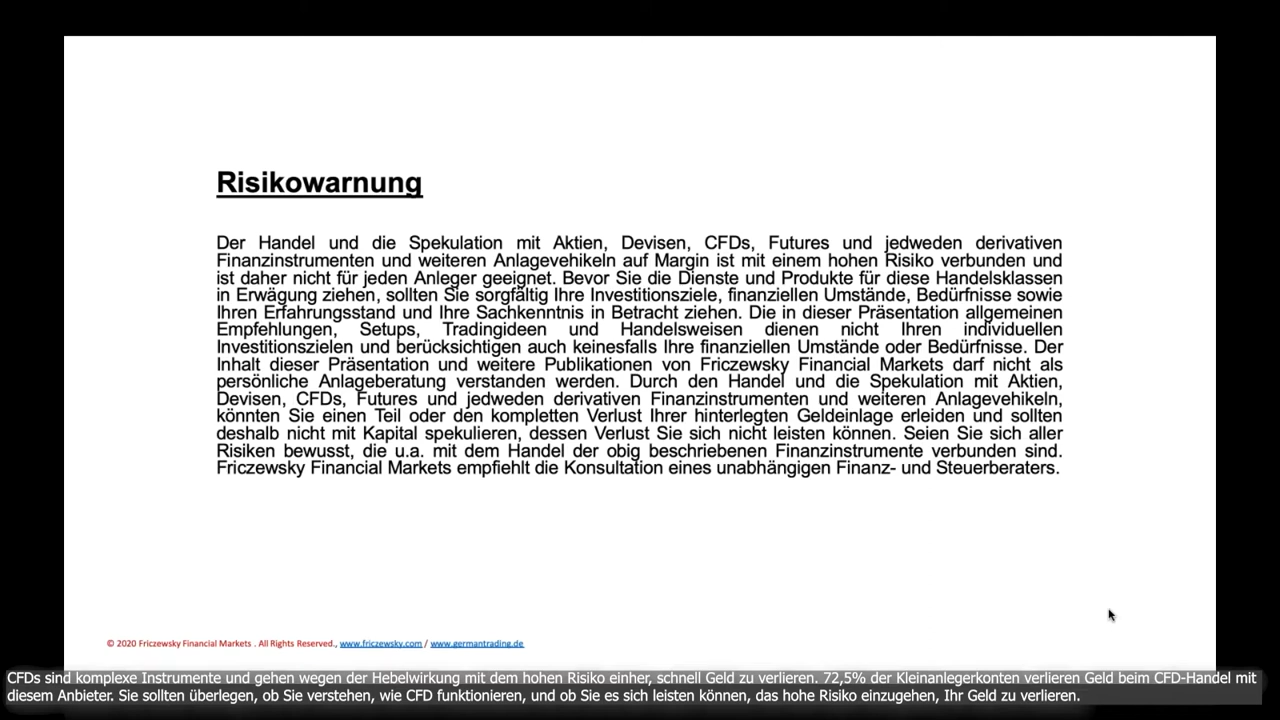 Risikowarnung
Der Handel und die Spekulation mit Aktien, Devisen, CFDs, Futures und jedweden derivativen
Finanzinstrumenten und weiteren Anlagevehikeln auf Margin ist mit einem hohen Risiko verbunden und
ist daher nicht für jeden Anleger geeignet. Bevor Sie die Dienste und Produkte für diese Handelsklassen
in Erwägung ziehen, sollten Sie sorgfältig Ihre Investitionsziele, finanziellen Umstände, Bedürfnisse sowie
Ihren Erfahrungsstand und Ihre Sachkenntnis in Betracht ziehen. Die in dieser Präsentation allgemeinen
Empfehlungen, Setups, Tradingideen und Handelsweisen dienen nicht Ihren individuellen
Investitionszielen und berücksichtigen auch keinesfalls Ihre finanziellen Umstände oder Bedürfnisse. Der
Inhalt dieser Präsentation und weitere Publikationen von Friczewsky Financial Markets darf nicht als
persönliche Anlageberatung verstanden werden. Durch den Handel und die Spekulation mit Aktien,
Devisen, CFDs, Futures und jedweden derivativen Finanzinstrumenten und weiteren Anlagevehikeln,
könnten Sie einen Teil oder den kompletten Verlust Ihrer hinterlegten Geldeinlage erleiden und sollten
deshalb nicht mit Kapital spekulieren, dessen Verlust Sie sich nicht leisten können. Seien Sie sich aller
Risiken bewusst, die u.a. mit dem Handel der obig beschriebenen Finanzinstrumente verbunden sind.
Friczewsky Financial Markets empfiehlt die Konsultation eines unabhängigen Finanz- und Steuerberaters.
© 2020 Friczewsky Financial Markets . All Rights Reserved., www.friczewsky.com / www.germantrading.de
CFDs sind komplexe Instrumente und gehen wegen der Hebelwirkung mit dem hohen Risiko einher, schnell Geld zu verlieren. 72,5% der Kleinanlegerkonten verlieren Geld beim CFD-Handel mit
diesem Anbieter. Sie sollten überlegen, ob Sie verstehen, wie CFD funktionieren, und ob Sie es sich leisten können, das hohe Risiko einzugehen, Ihr Geld zu verlieren.